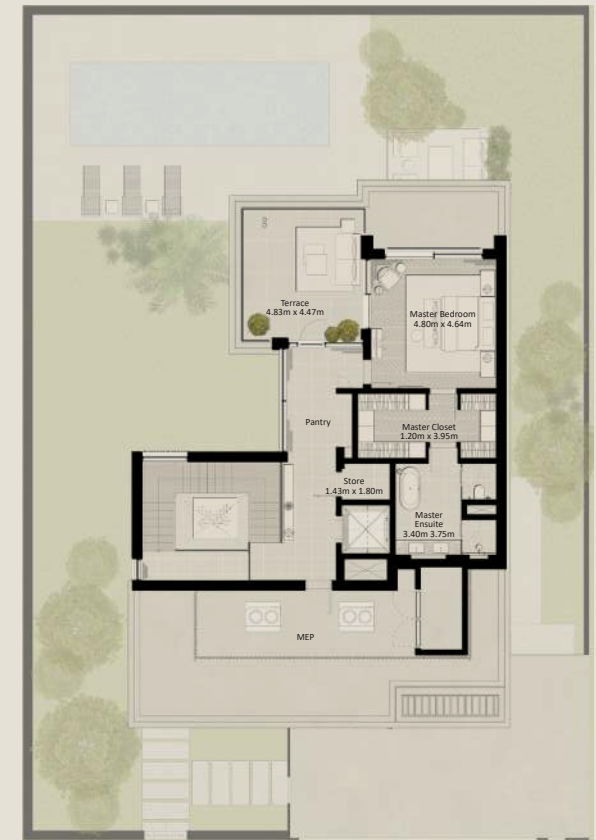 Terrace
4.83m x 4.47m
Master Bedroom
4.80m x 4.64m
Pantry
Master Closet
1.20m x 3.95m
Store
1.43m x 1.80m
Master
Ensuite
3.40m 3.75m
MEP